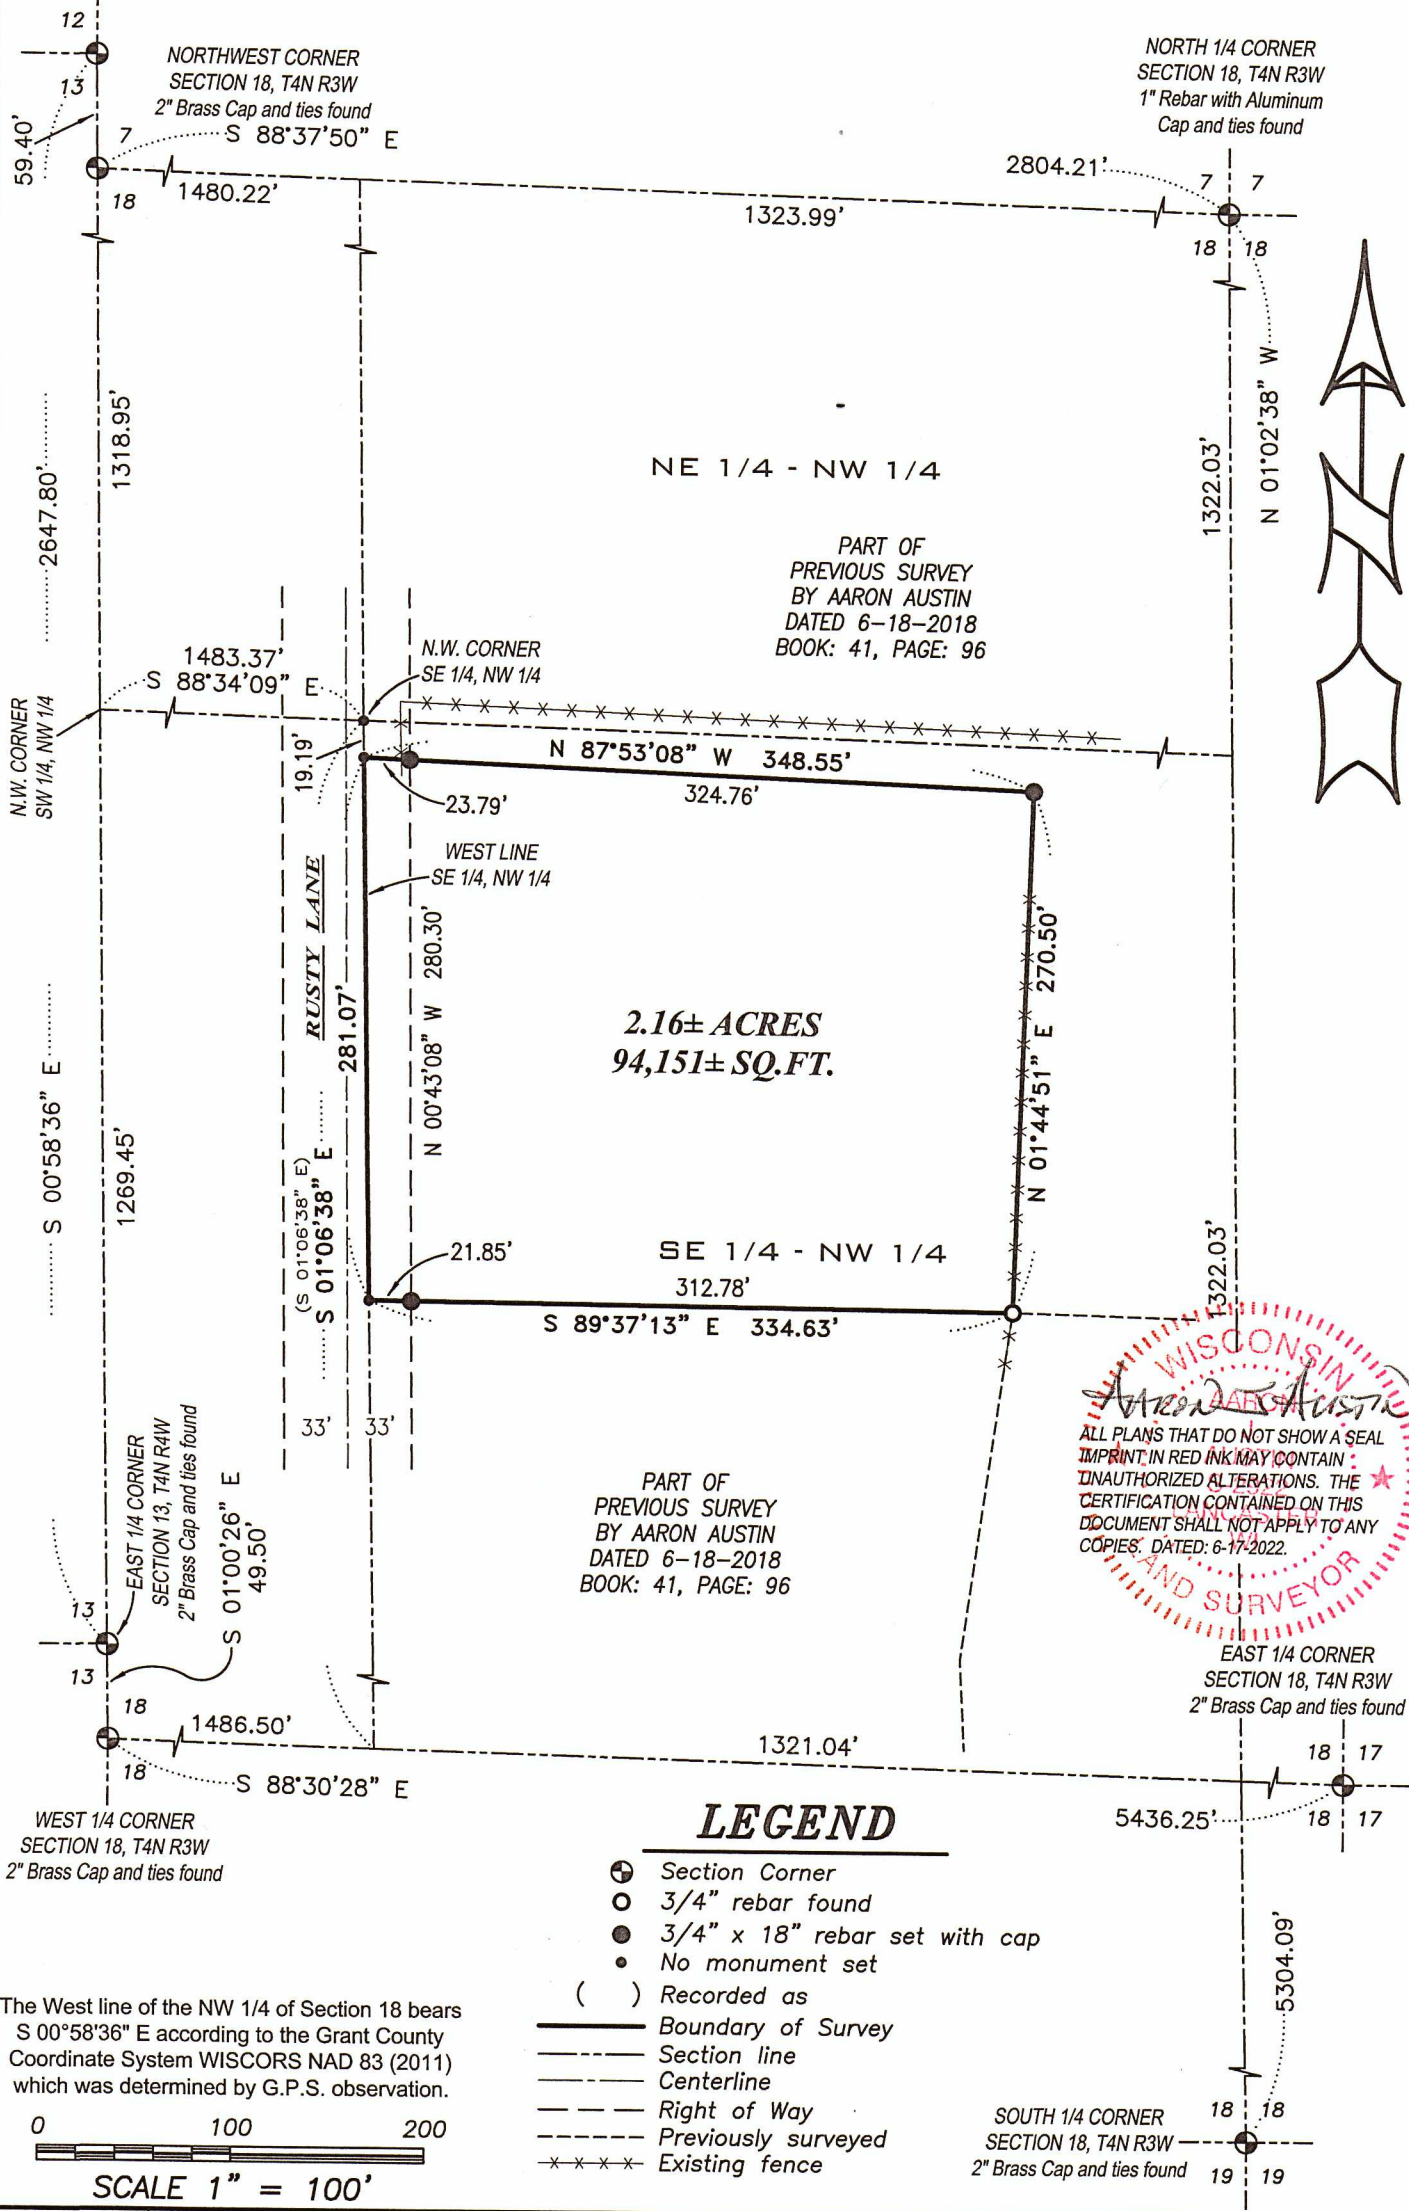 12
13
59.40'
7
18
NORTHWEST CORNER
SECTION 18, T4N R3W
2" Brass Cap and ties found
S 88°37'50" E
1480.22'
NORTH 1/4 CORNER
SECTION 18, T4N R3W
1" Rebar with Aluminum
Cap and ties found
2804.21'
7 7
18 18
1323.99'
1318.95'
2647.80'
1322.03'
N 01°02'38" W
NE 1/4 - NW 1/4
PART OF
PREVIOUS SURVEY
BY AARON AUSTIN
DATED 6-18-2018
BOOK: 41, PAGE: 96
N.W. CORNER
SE 1/4, NW 1/4
1483.37'
S 88°34'09" E
N.W. CORNER
SW 1/4, NW 1/4
19.19'
N 87°53'08" W 348.55'
324.76'
23.79'
WEST LINE
SE 1/4, NW 1/4
RUSTY LANE
281.07'
N 00°43'08" W 280.30'
2.16± ACRES
94,151± SQ.FT.
N 01°44'51" E 270.50'
S 00°58'36" E
1269.45'
(S 01°06'38" E)
S 01°06'38" E
21.85'
SE 1/4 - NW 1/4
312.78'
S 89°37'13" E 334.63'
1322.03'
33' 33'
WISCONSIN
AARON
J.
AUSTIN
S-2922
LANCASTER
WI
LAND SURVEYOR
Aaron J Austin
ALL PLANS THAT DO NOT SHOW A SEAL
IMPRINT IN RED INK MAY CONTAIN
UNAUTHORIZED ALTERATIONS. THE
CERTIFICATION CONTAINED ON THIS
DOCUMENT SHALL NOT APPLY TO ANY
COPIES. DATED: 6-17-2022.
PART OF
PREVIOUS SURVEY
BY AARON AUSTIN
DATED 6-18-2018
BOOK: 41, PAGE: 96
EAST 1/4 CORNER
SECTION 13, T4N R4W
2" Brass Cap and ties found
S 01°00'26" E
49.50'
13
13
18
18
1486.50'
S 88°30'28" E
1321.04'
EAST 1/4 CORNER
SECTION 18, T4N R3W
2" Brass Cap and ties found
18 17
18 17
5436.25'
WEST 1/4 CORNER
SECTION 18, T4N R3W
2" Brass Cap and ties found
LEGEND
Section Corner
3/4" rebar found
3/4" x 18" rebar set with cap
No monument set
( ) Recorded as
Boundary of Survey
Section line
Centerline
Right of Way
Previously surveyed
Existing fence
5304.09'
The West line of the NW 1/4 of Section 18 bears
S 00°58'36" E according to the Grant County
Coordinate System WISCORS NAD 83 (2011)
which was determined by G.P.S. observation.
0 100 200
SCALE 1" = 100'
SOUTH 1/4 CORNER
SECTION 18, T4N R3W
2" Brass Cap and ties found
18 18
19 19